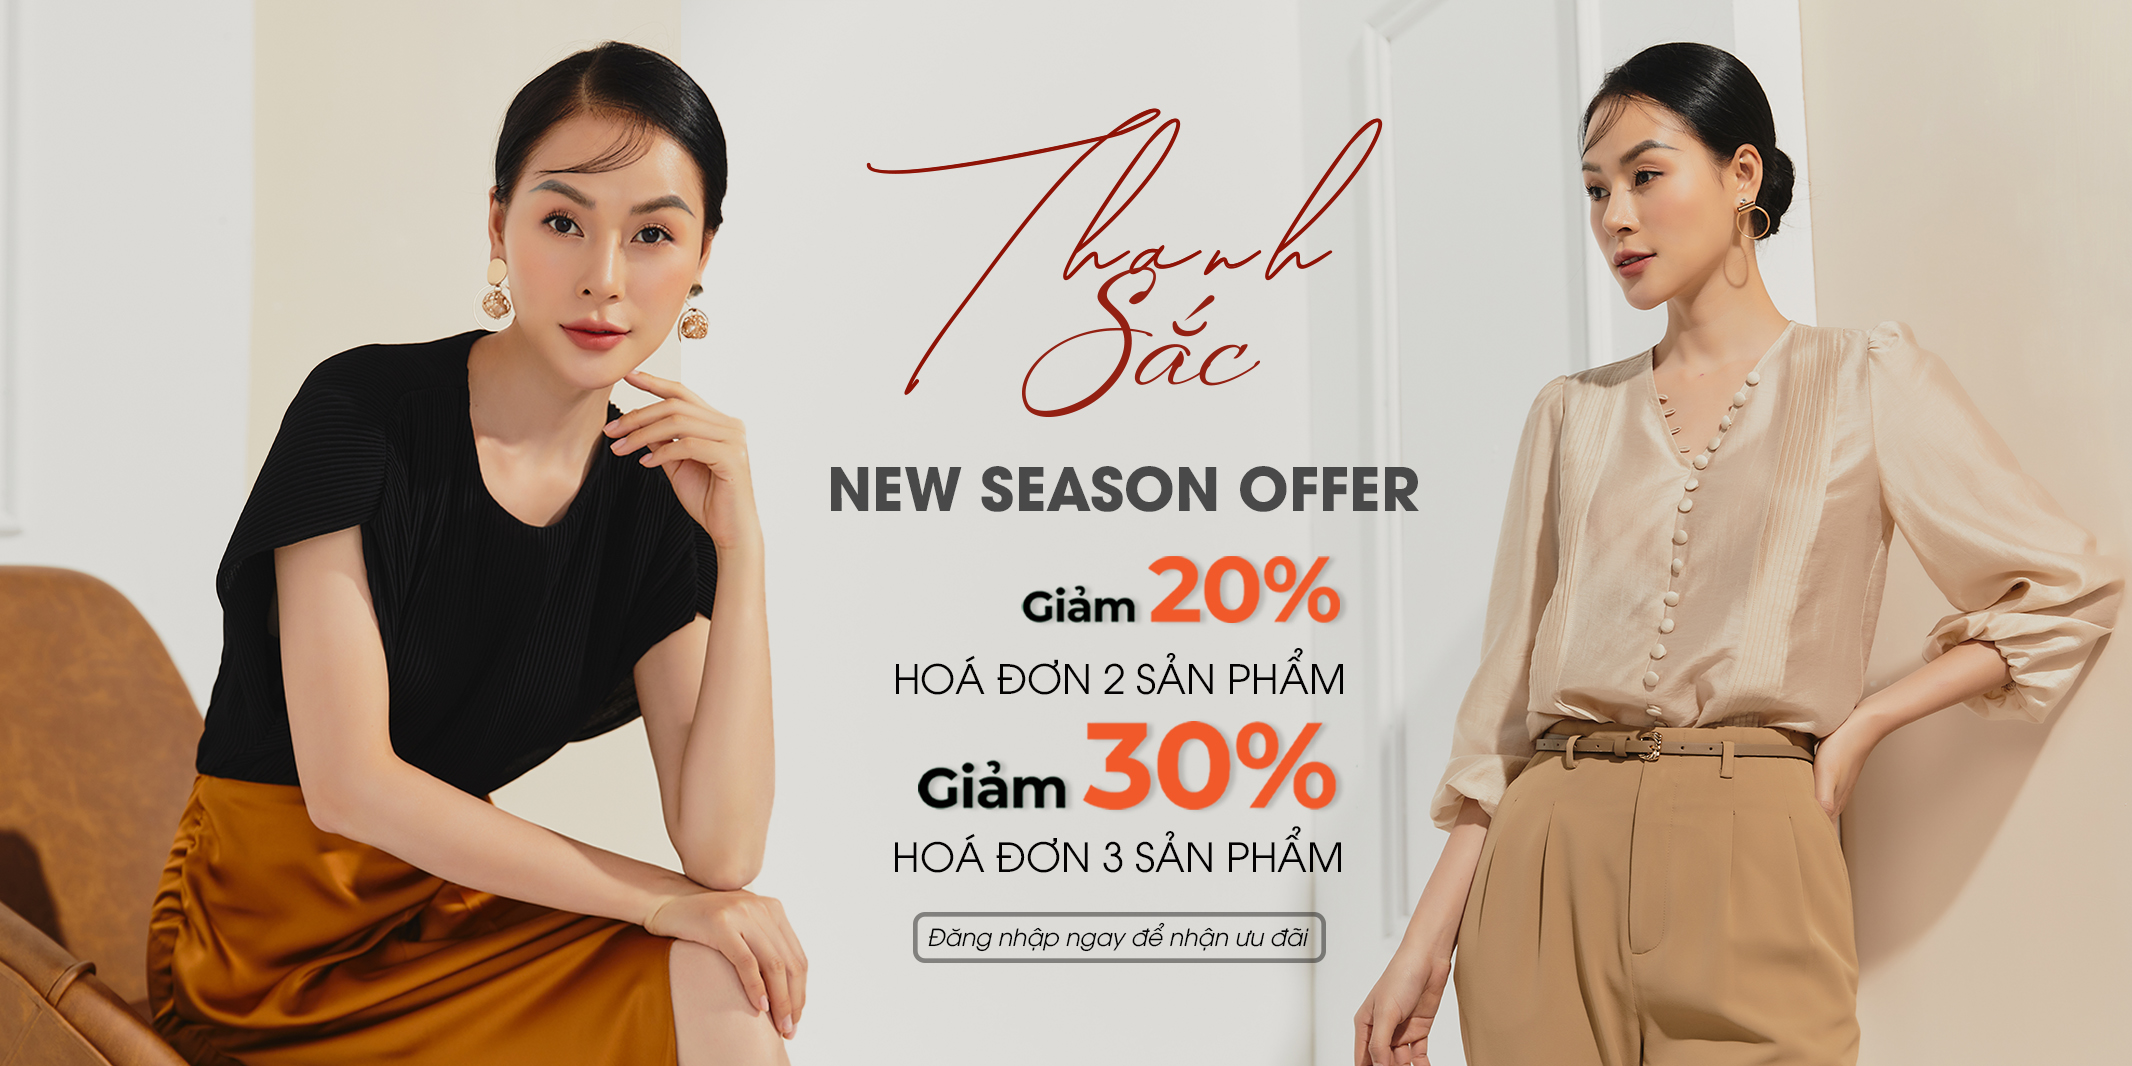 Thanh
Sắc
NEW SEASON OFFER
Giảm 20%
HOÁ ĐƠN 2 SẢN PHẨM
Giảm 30%
HOÁ ĐƠN 3 SẢN PHẨM
Đăng nhập ngay để nhận ưu đãi